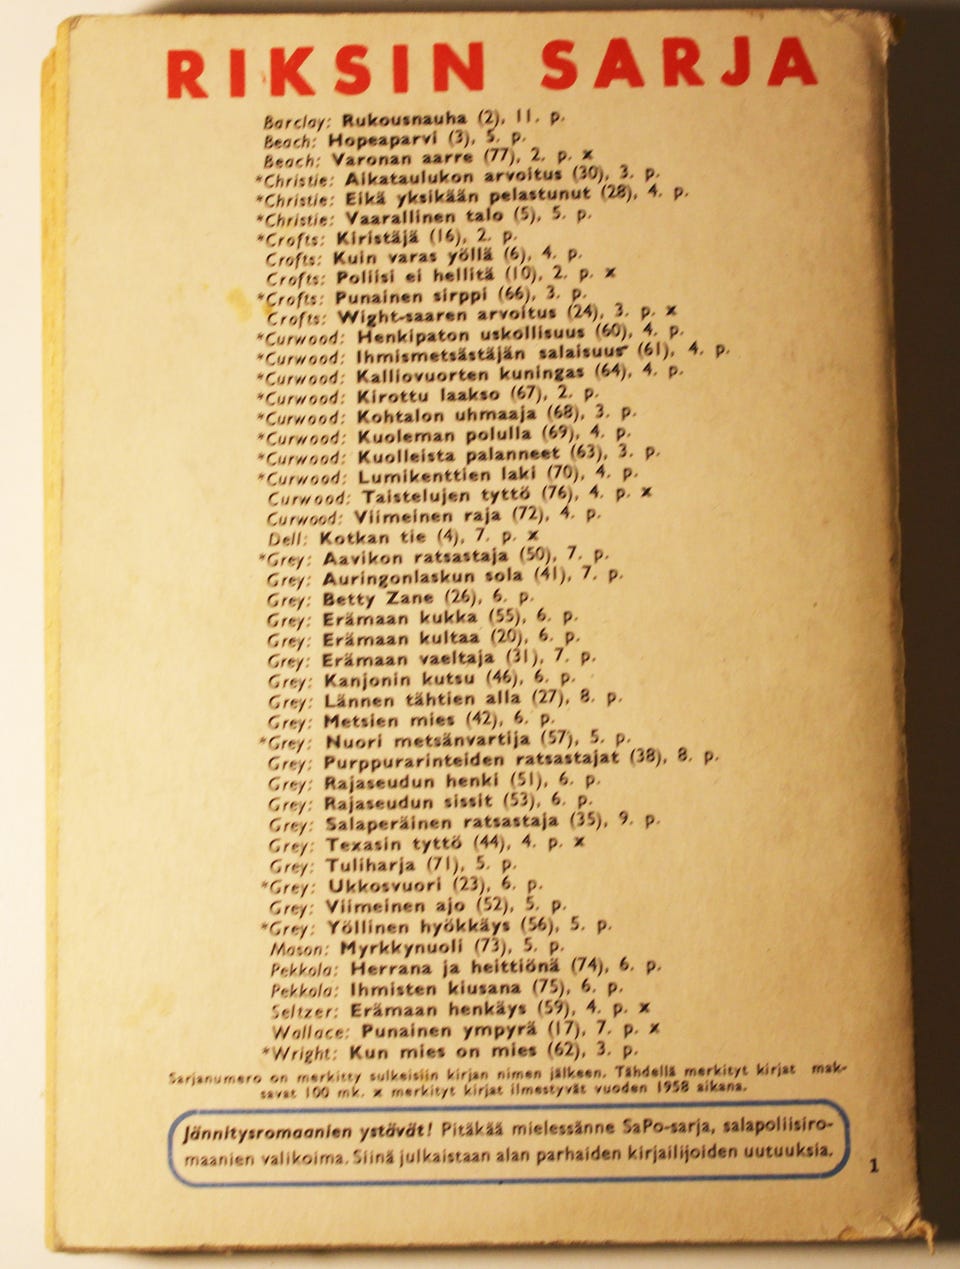 RIKSIN SARJA
Barclay: Rukousnauha (2), 11. p.
Beach: Hopeaparvi (3), 5. p.
Beach: Varonan aarre (77), 2. p. x
*Christie: Aikataulukon arvoitus (30), 3. p.
*Christie: Eikä yksikään pelastunut (28), 4. p.
*Christie: Vaarallinen talo (5), 5. p.
*Crofts: Kiristäjä (16), 2. p.
Crofts: Kuin varas yöllä (6), 4. p.
Crofts: Poliisi ei hellitä (10), 2. p. x
*Crofts: Punainen sirppi (66), 3. p.
Crofts: Wight-saaren arvoitus (24), 3. p. x
*Curwood: Henkipaton uskollisuus (60), 4. p.
*Curwood: Ihmismetsästäjän salaisuus (61), 4. p.
*Curwood: Kalliovuorten kuningas (64), 4. p.
*Curwood: Kirottu laakso (67), 2. p.
*Curwood: Kohtalon uhmaaja (68), 3. p.
*Curwood: Kuoleman polulla (69), 4. p.
*Curwood: Kuolleista palanneet (63), 3. p.
*Curwood: Lumikenttien laki (70), 4. p.
Curwood: Taistelujen tyttö (76), 4. p. x
Curwood: Viimeinen raja (72), 4. p.
Dell: Kotkan tie (4), 7. p. x
*Grey: Aavikon ratsastaja (50), 7. p.
Grey: Auringonlaskun sola (41), 7. p.
Grey: Betty Zane (26), 6. p.
Grey: Erämaan kukka (55), 6. p.
Grey: Erämaan kultaa (20), 6. p.
Grey: Erämaan vaeltaja (31), 7. p.
Grey: Kanjonin kutsu (46), 6. p.
Grey: Lännen tähtien alla (27), 8. p.
Grey: Metsien mies (42), 6. p.
*Grey: Nuori metsänvartija (57), 5. p.
Grey: Purppurarinteiden ratsastajat (38), 8. p.
Grey: Rajaseudun henki (51), 6. p.
Grey: Rajaseudun sissit (53), 6. p.
Grey: Salaperäinen ratsastaja (35), 9. p.
Grey: Texasin tyttö (44), 4. p. x
Grey: Tuliharja (71), 5. p.
*Grey: Ukkosvuori (23), 6. p.
Grey: Viimeinen ajo (52), 5. p.
*Grey: Yöllinen hyökkäys (56), 5. p.
Mason: Myrkkynuoli (73), 5. p.
Pekkola: Herrana ja heittiönä (74), 6. p.
Pekkola: Ihmisten kiusana (75), 6. p.
Seltzer: Erämaan henkäys (59), 4. p. x
Wallace: Punainen ympyrä (17), 7. p. x
*Wright: Kun mies on mies (62), 3. p.
Sarjanumero on merkitty sulkeisiin kirjan nimen jälkeen. Tähdellä merkityt kirjat mak-
savat 100 mk. x merkityt kirjat ilmestyvät vuoden 1958 aikana.
Jännitysromaanien ystävät! Pitäkää mielessänne SaPo-sarja, salapoliisiro-
maanien valikoima. Siinä julkaistaan alan parhaiden kirjailijoiden uutuuksia.
1